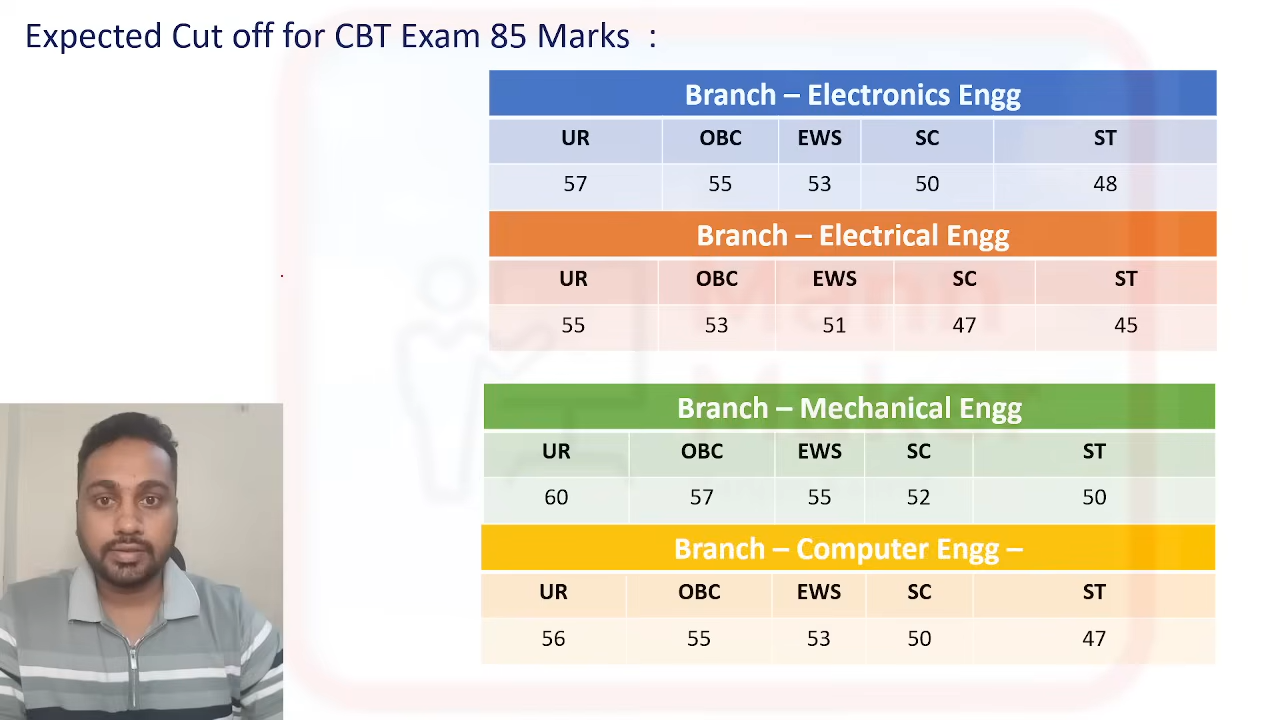 Expected Cut off for CBT Exam 85 Marks :
Branch – Electronics Engg
UR OBC EWS SC ST
57 55 53 50 48
Branch – Electrical Engg
UR OBC EWS SC ST
55 53 51 47 45
Branch – Mechanical Engg
UR OBC EWS SC ST
60 57 55 52 50
Branch – Computer Engg –
UR OBC EWS SC ST
56 55 53 50 47
Mann
Maker